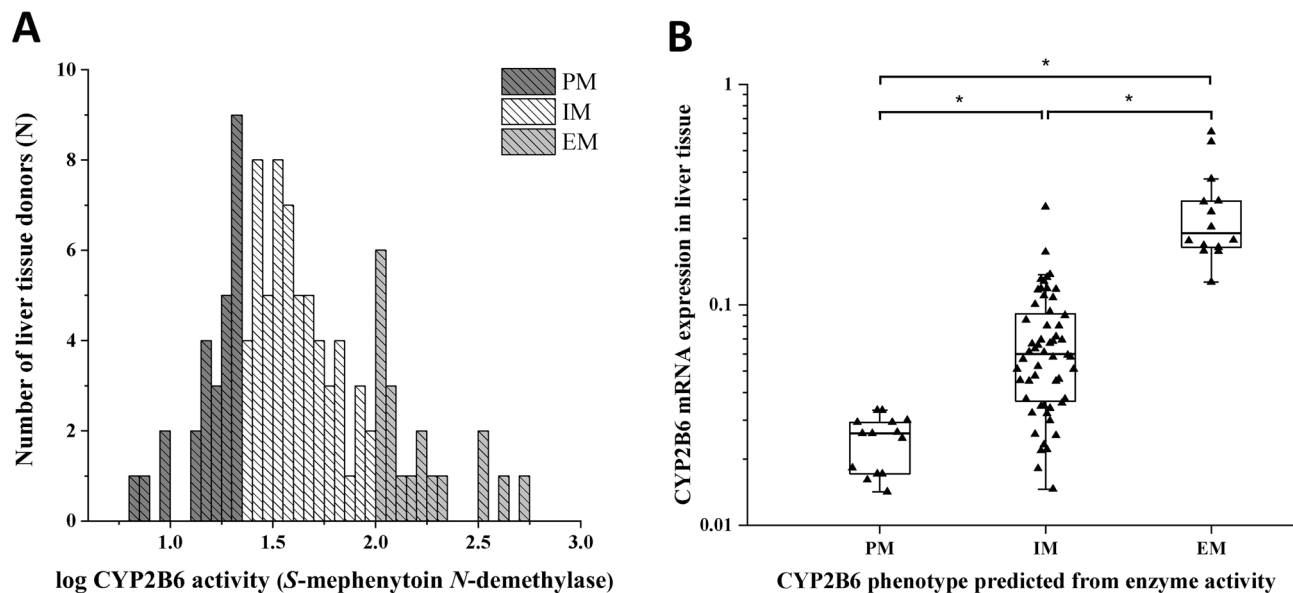 A
10
8
6
4
2
0
Number of liver tissue donors (N)
PM
IM
EM
1.0 1.5 2.0 2.5 3.0
log CYP2B6 activity (S-mephenytoin N-demethylase)
B
*
* *
1
0.1
0.01
CYP2B6 mRNA expression in liver tissue
PM IM EM
CYP2B6 phenotype predicted from enzyme activity